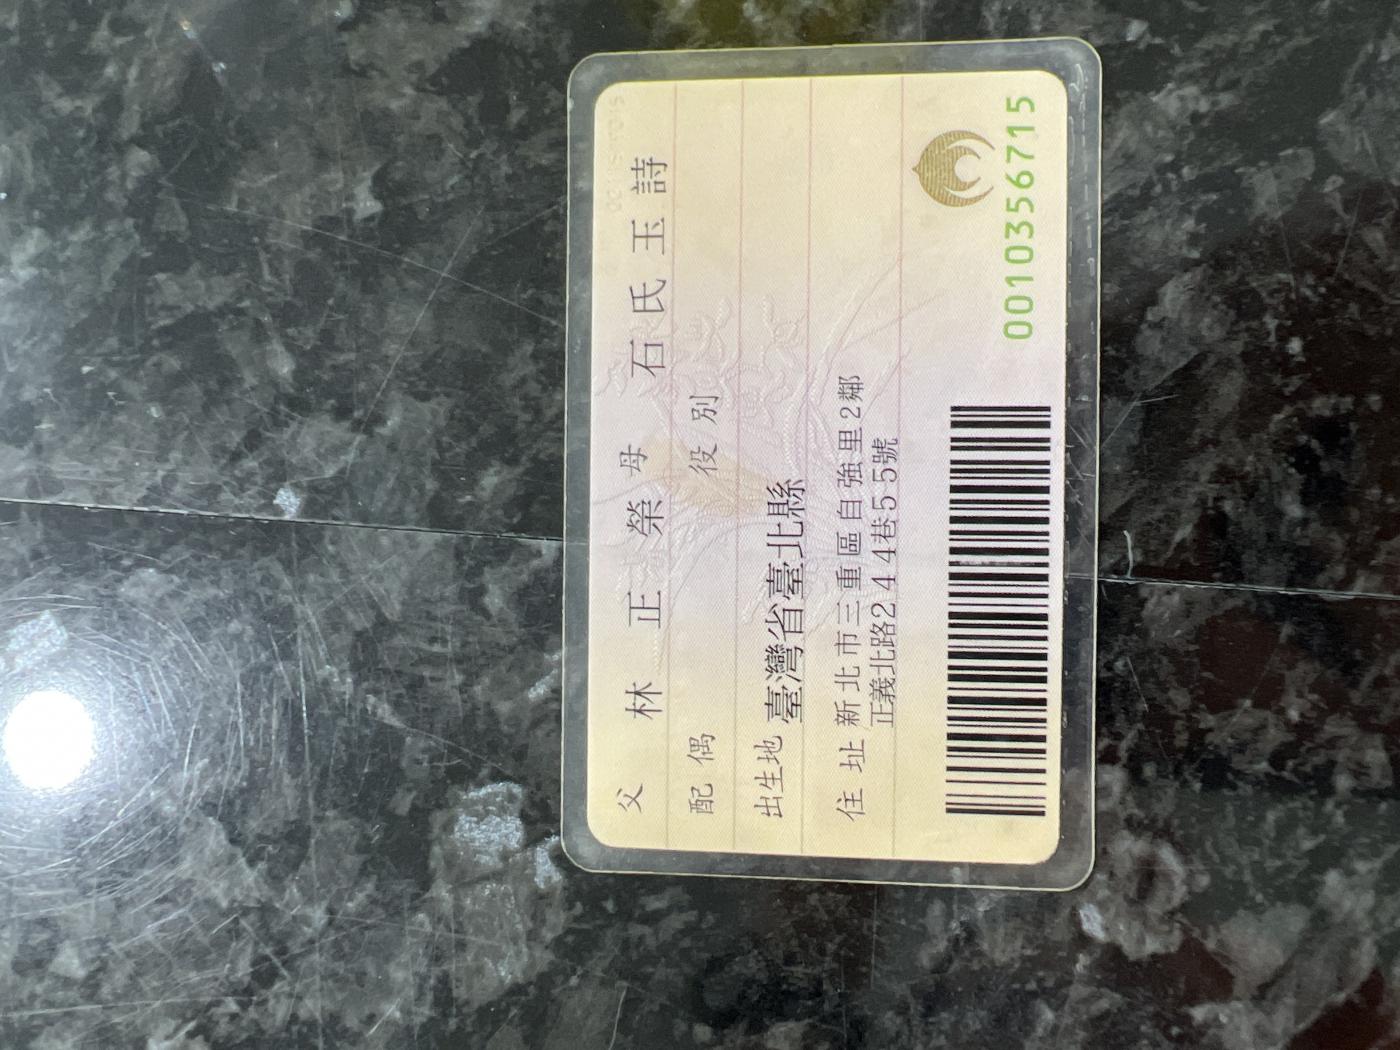 父 林正榮 母 石氏玉詩
配偶 役別
出生地 臺灣省臺北縣
住址 新北市三重區自強里2鄰
正義北路244巷55號
0010356715